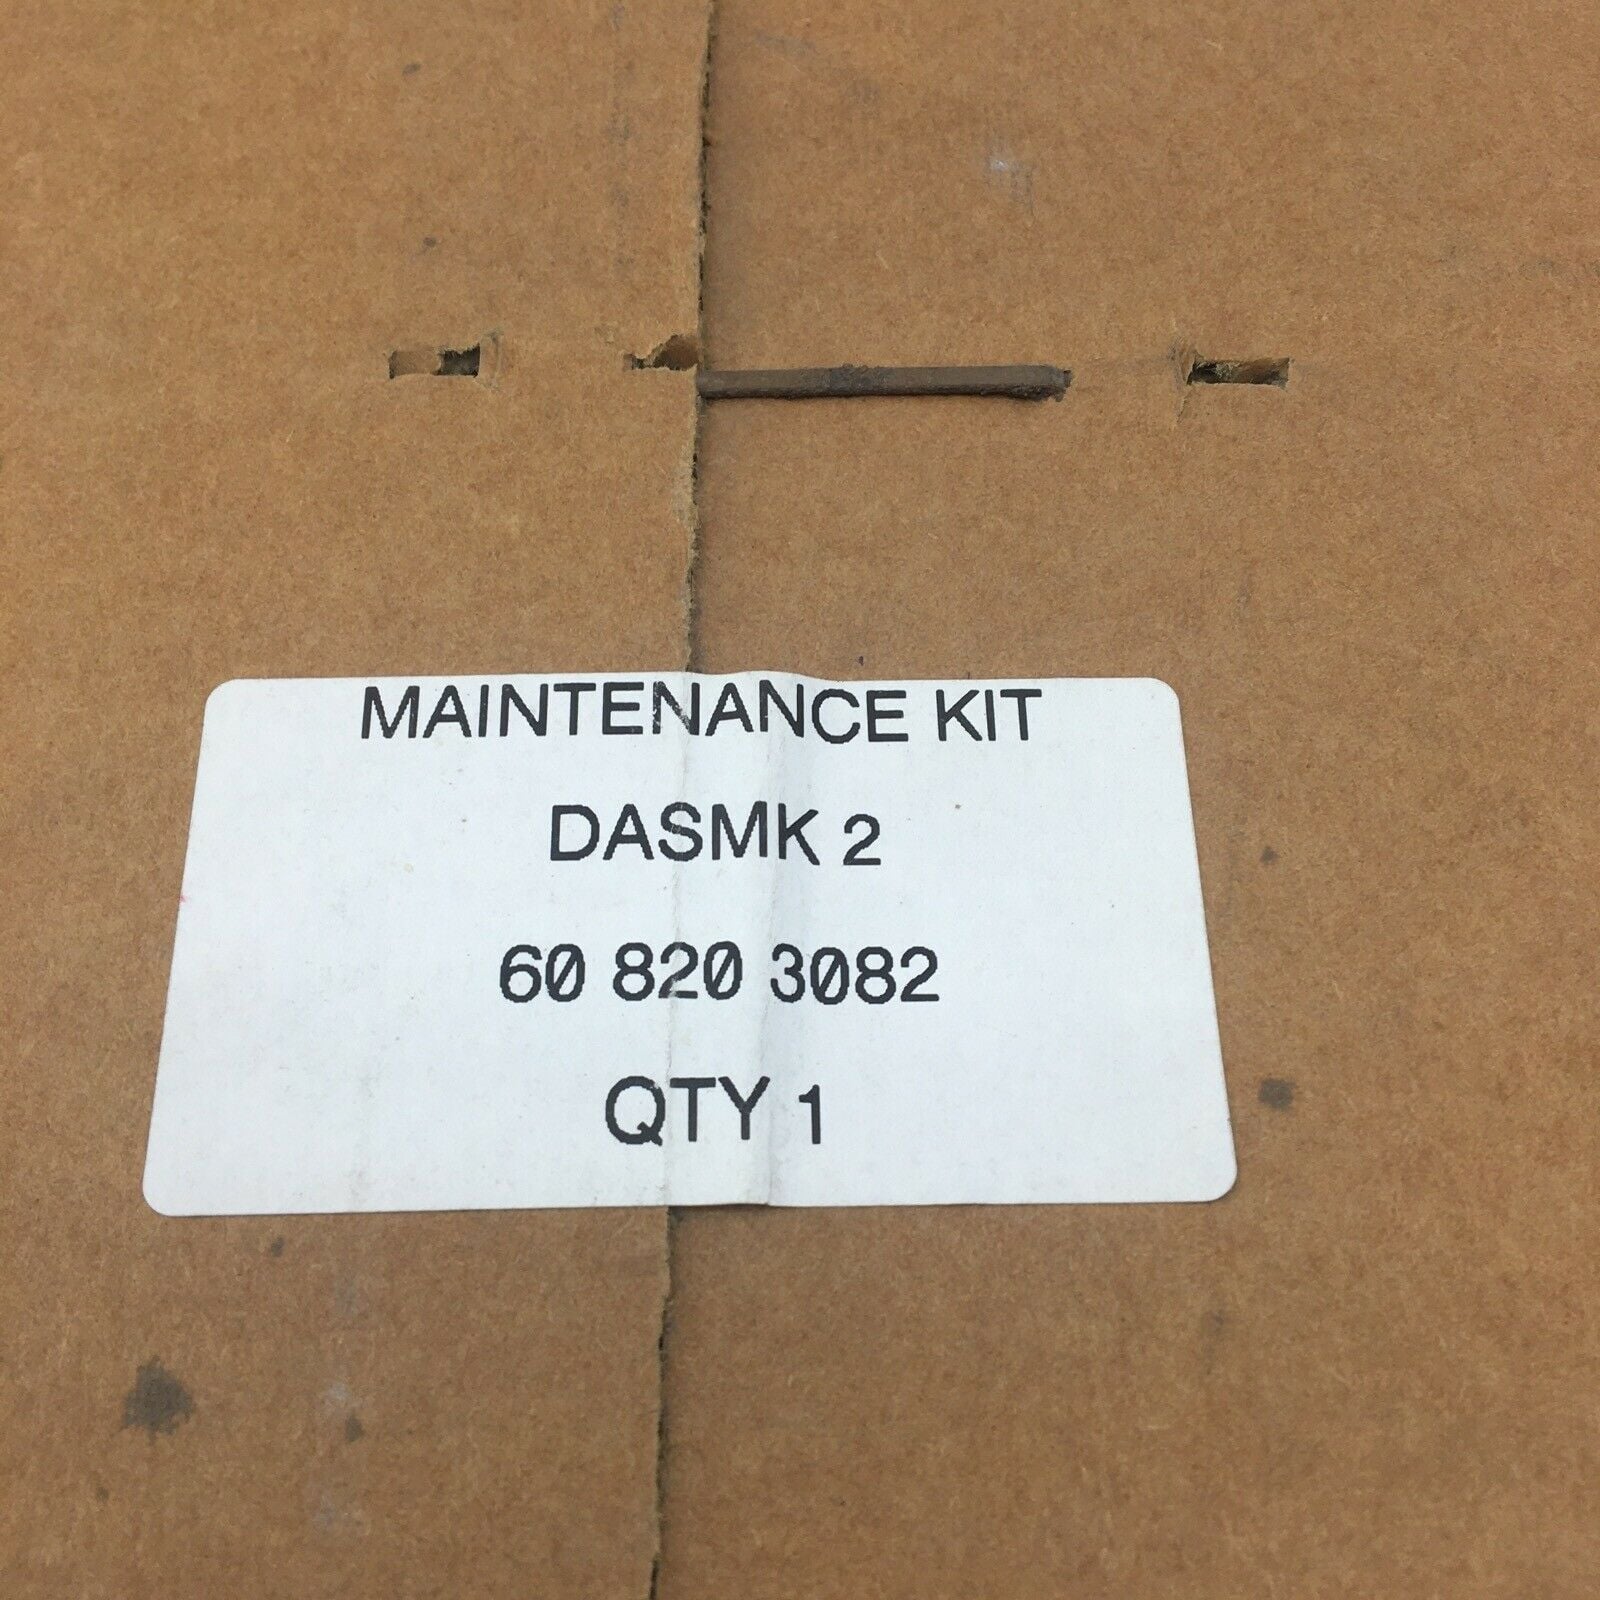 MAINTENANCE KIT
DASMK 2
60 820 3082
QTY 1